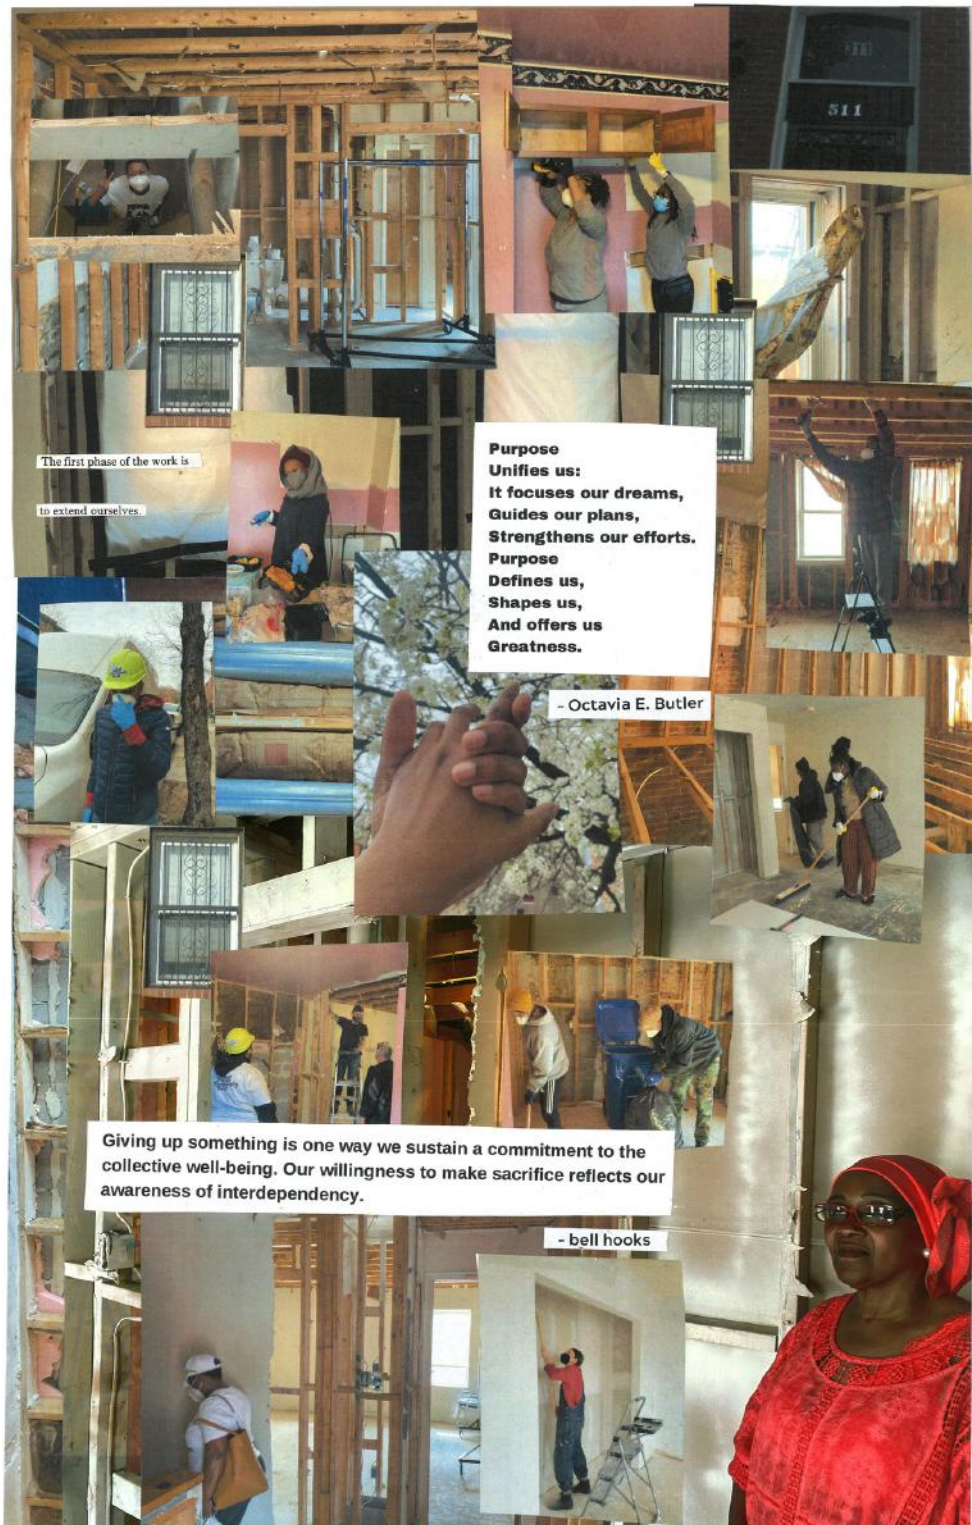 511
The first phase of the work is
to extend ourselves.
Purpose
Unifies us:
It focuses our dreams,
Guides our plans,
Strengthens our efforts.
Purpose
Defines us,
Shapes us,
And offers us
Greatness.
- Octavia E. Butler
Giving up something is one way we sustain a commitment to the
collective well-being. Our willingness to make sacrifice reflects our
awareness of interdependency.
- bell hooks